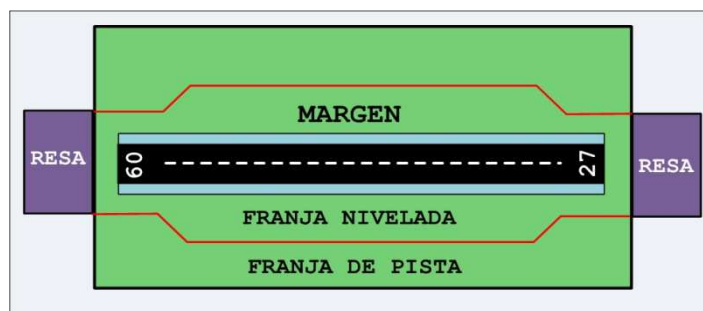 MARGEN
RESA
09
27
RESA
FRANJA NIVELADA
FRANJA DE PISTA